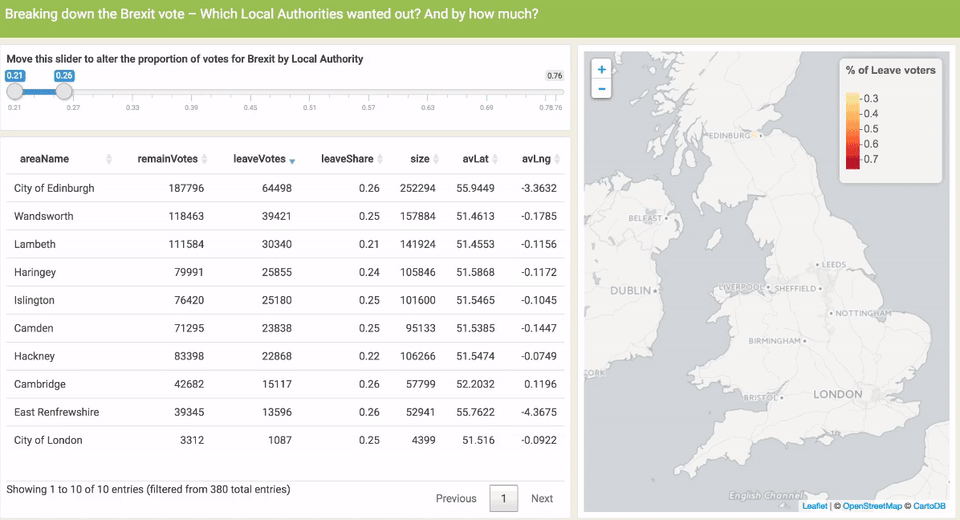 Breaking down the Brexit vote – Which Local Authorities wanted out? And by how much?
Move this slider to alter the proportion of votes for Brexit by Local Authority
0.21 0.26 0.76
0.21 0.27 0.33 0.39 0.45 0.51 0.57 0.63 0.69 0.78.76
areaName remainVotes leaveVotes leaveShare size avLat avLng
City of Edinburgh 187796 64498 0.26 252294 55.9449 -3.3632
Wandsworth 118463 39421 0.25 157884 51.4613 -0.1785
Lambeth 111584 30340 0.21 141924 51.4553 -0.1156
Haringey 79991 25855 0.24 105846 51.5868 -0.1172
Islington 76420 25180 0.25 101600 51.5465 -0.1045
Camden 71295 23838 0.25 95133 51.5385 -0.1447
Hackney 83398 22868 0.22 106266 51.5474 -0.0749
Cambridge 42682 15117 0.26 57799 52.2032 0.1196
East Renfrewshire 39345 13596 0.26 52941 55.7622 -4.3675
City of London 3312 1087 0.25 4399 51.516 -0.0922
Showing 1 to 10 of 10 entries (filtered from 380 total entries)
Previous 1 Next
+
−
% of Leave voters
0.3
0.4
0.5
0.6
0.7
EDINBURG
BELFAST
LEEDS
DUBLIN
LIVERPOOL
SHEFFIELD
NOTTINGHAM
BIRMINGHAM
CORK
LONDON
BRISTOL
English Channel
Leaflet | © OpenStreetMap © CartoDB